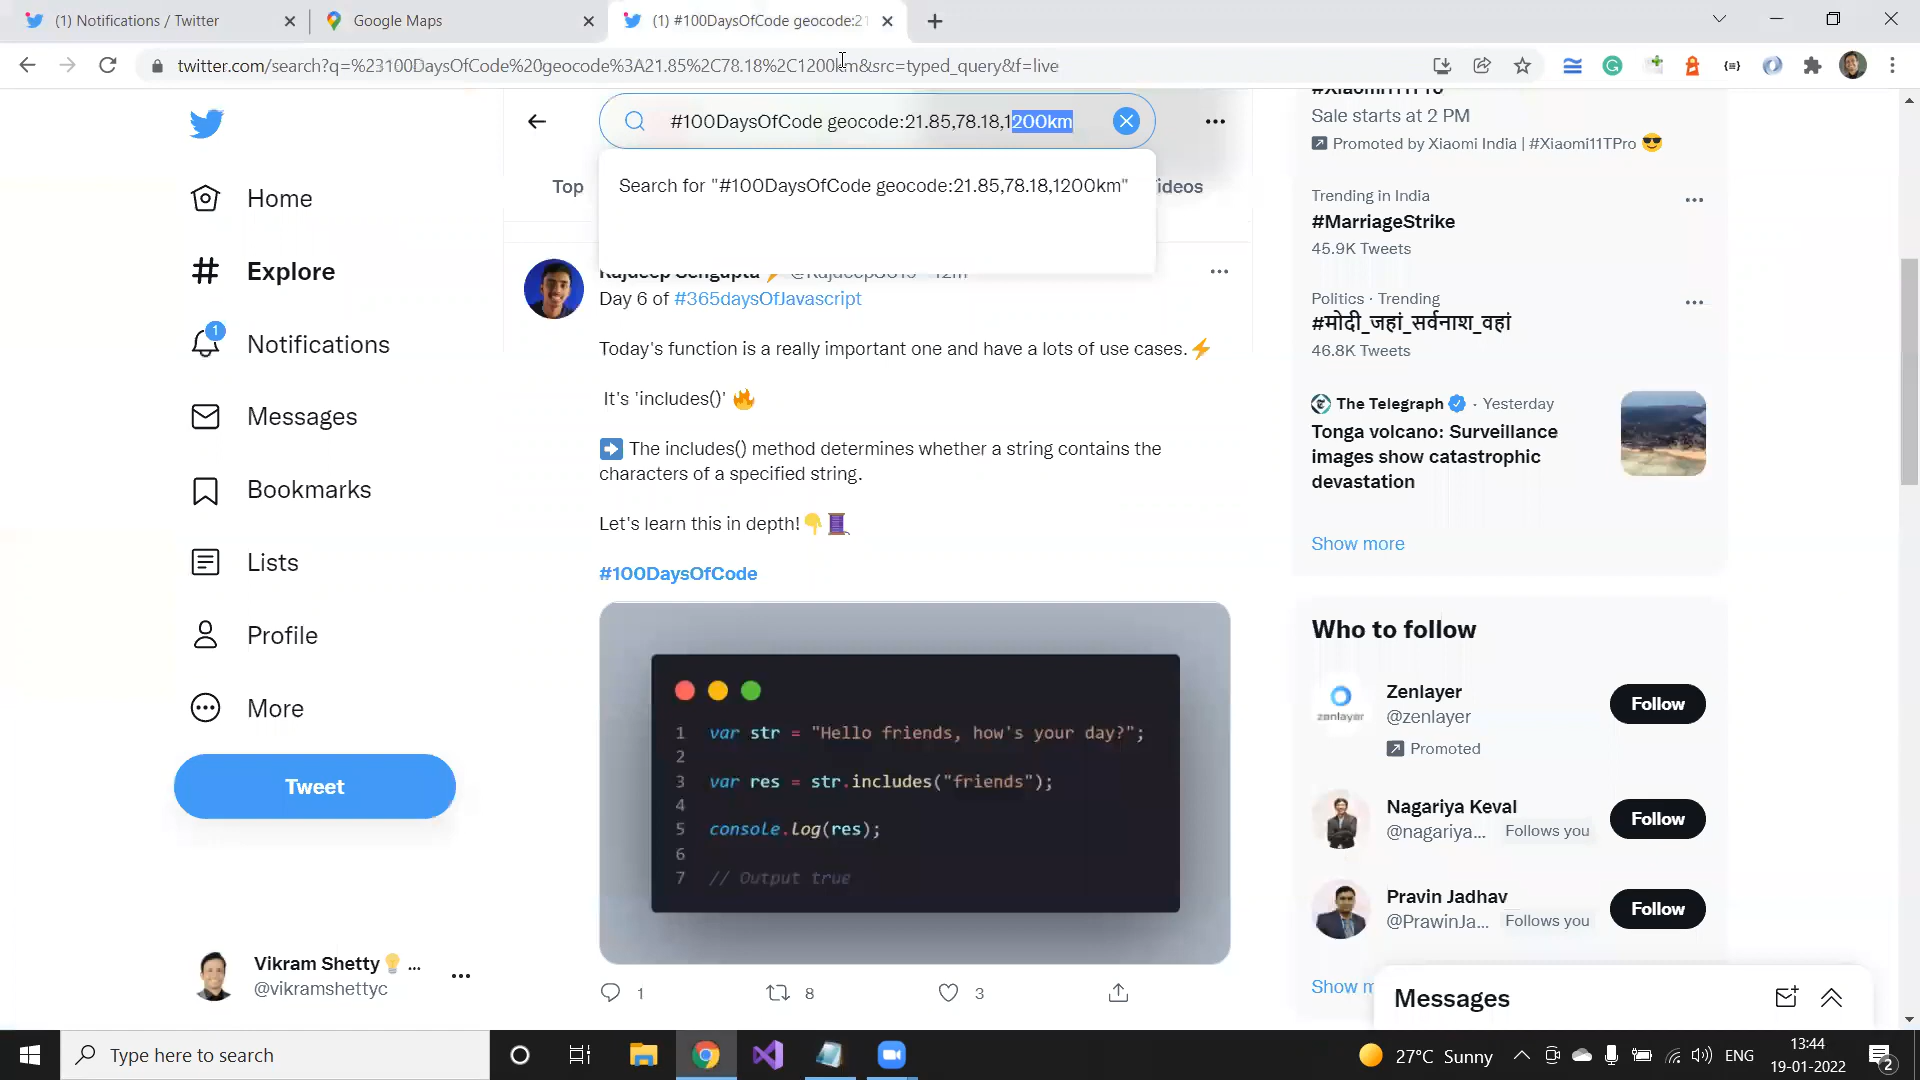 (1) Notifications / Twitter
Google Maps
(1) #100DaysOfCode geocode:21
twitter.com/search?q=%23100DaysOfCode%20geocode%3A21.85%2C78.18%2C1200km&src=typed_query&f=live
#100DaysOfCode geocode:21.85,78.18,1200km
Search for "#100DaysOfCode geocode:21.85,78.18,1200km"
Top
ideos
Home
Explore
1
Notifications
Messages
Bookmarks
Lists
Profile
More
Tweet
Vikram Shetty💡 ...
@vikramshettyc
Day 6 of #365daysOfJavascript
Today's function is a really important one and have a lots of use cases.⚡
It's 'includes()' 🔥
➡️ The includes() method determines whether a string contains the
characters of a specified string.
Let's learn this in depth!👇🧵
#100DaysOfCode
1 var str = "Hello friends, how's your day?";
2
3 var res = str.includes("friends");
4
5 console.log(res);
6
7 // Output true
1
8
3
#Xiaomi11TPro
Sale starts at 2 PM
Promoted by Xiaomi India | #Xiaomi11TPro 😎
Trending in India
#MarriageStrike
45.9K Tweets
Politics · Trending
#मोदी_जहां_सर्वनाश_वहां
46.8K Tweets
The Telegraph · Yesterday
Tonga volcano: Surveillance
images show catastrophic
devastation
Show more
Who to follow
Zenlayer
@zenlayer
Promoted
Follow
zenlayer
Nagariya Keval
@nagariya... Follows you
Follow
Pravin Jadhav
@PrawinJa... Follows you
Follow
Show m
Messages
Type here to search
27°C Sunny
ENG
13:44
19-01-2022
2